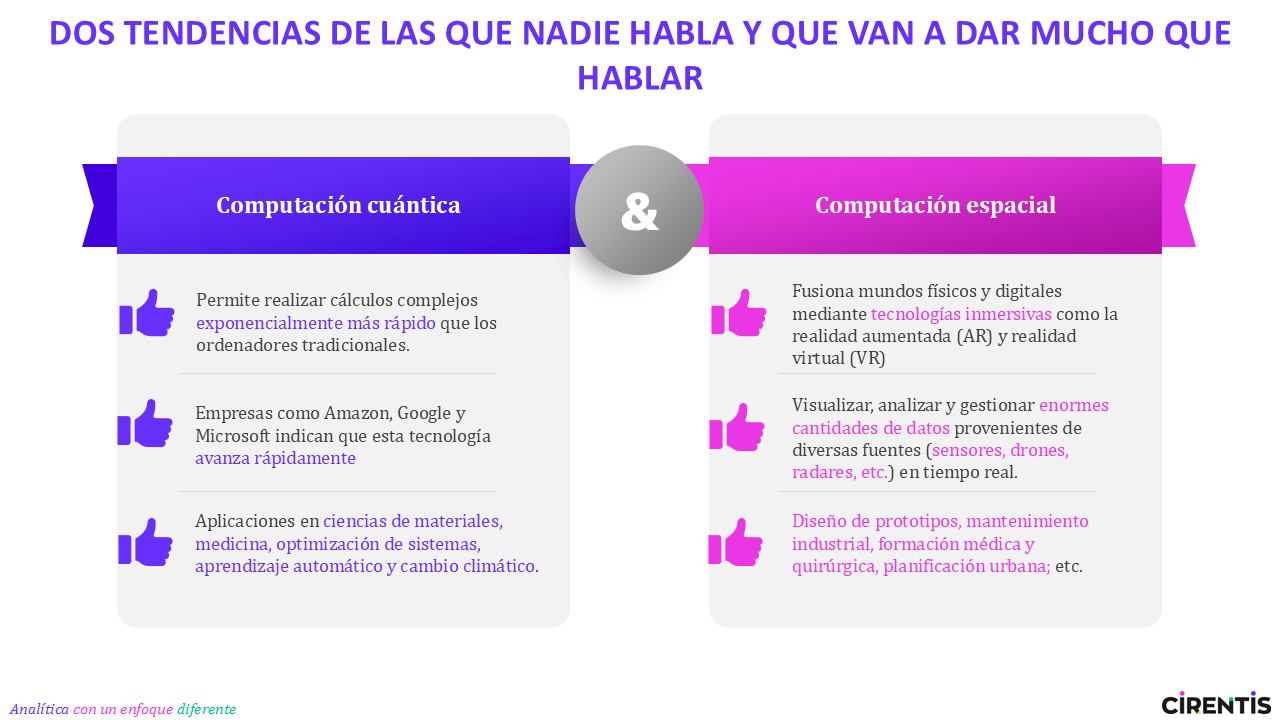 DOS TENDENCIAS DE LAS QUE NADIE HABLA Y QUE VAN A DAR MUCHO QUE
HABLAR
Computación cuántica
&
Computación espacial
Permite realizar cálculos complejos
exponencialmente más rápido que los
ordenadores tradicionales.
Empresas como Amazon, Google y
Microsoft indican que esta tecnología
avanza rápidamente
Aplicaciones en ciencias de materiales,
medicina, optimización de sistemas,
aprendizaje automático y cambio climático.
Fusiona mundos físicos y digitales
mediante tecnologías inmersivas como la
realidad aumentada (AR) y realidad
virtual (VR)
Visualizar, analizar y gestionar enormes
cantidades de datos provenientes de
diversas fuentes (sensores, drones,
radares, etc.) en tiempo real.
Diseño de prototipos, mantenimiento
industrial, formación médica y
quirúrgica, planificación urbana; etc.
Analítica con un enfoque diferente
CIRENTIS